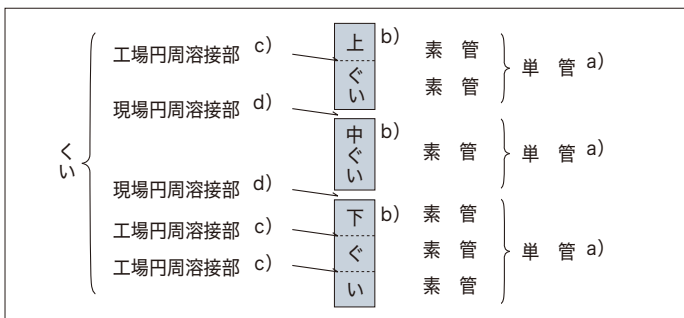 工場円周溶接部 c) 上 b) 素 管
ぐい 素 管 単 管 a)
現場円周溶接部 d)
くい 中ぐい b) 素 管 単 管 a)
現場円周溶接部 d)
工場円周溶接部 c) 下 b) 素 管
ぐ 素 管 単 管 a)
工場円周溶接部 c) い 素 管